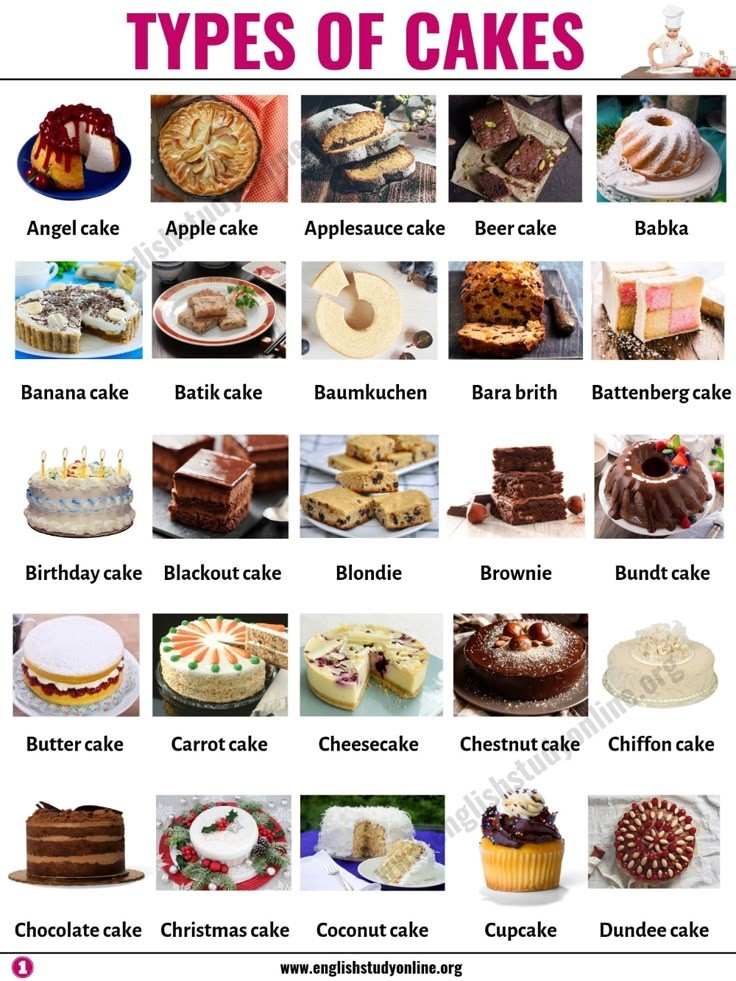 TYPES OF CAKES
Angel cake
Apple cake
Applesauce cake
Beer cake
Babka
Banana cake
Batik cake
Baumkuchen
Bara brith
Battenberg cake
Birthday cake
Blackout cake
Blondie
Brownie
Bundt cake
Butter cake
Carrot cake
Cheesecake
Chestnut cake
Chiffon cake
Chocolate cake
Christmas cake
Coconut cake
Cupcake
Dundee cake
1
www.englishstudyonline.org